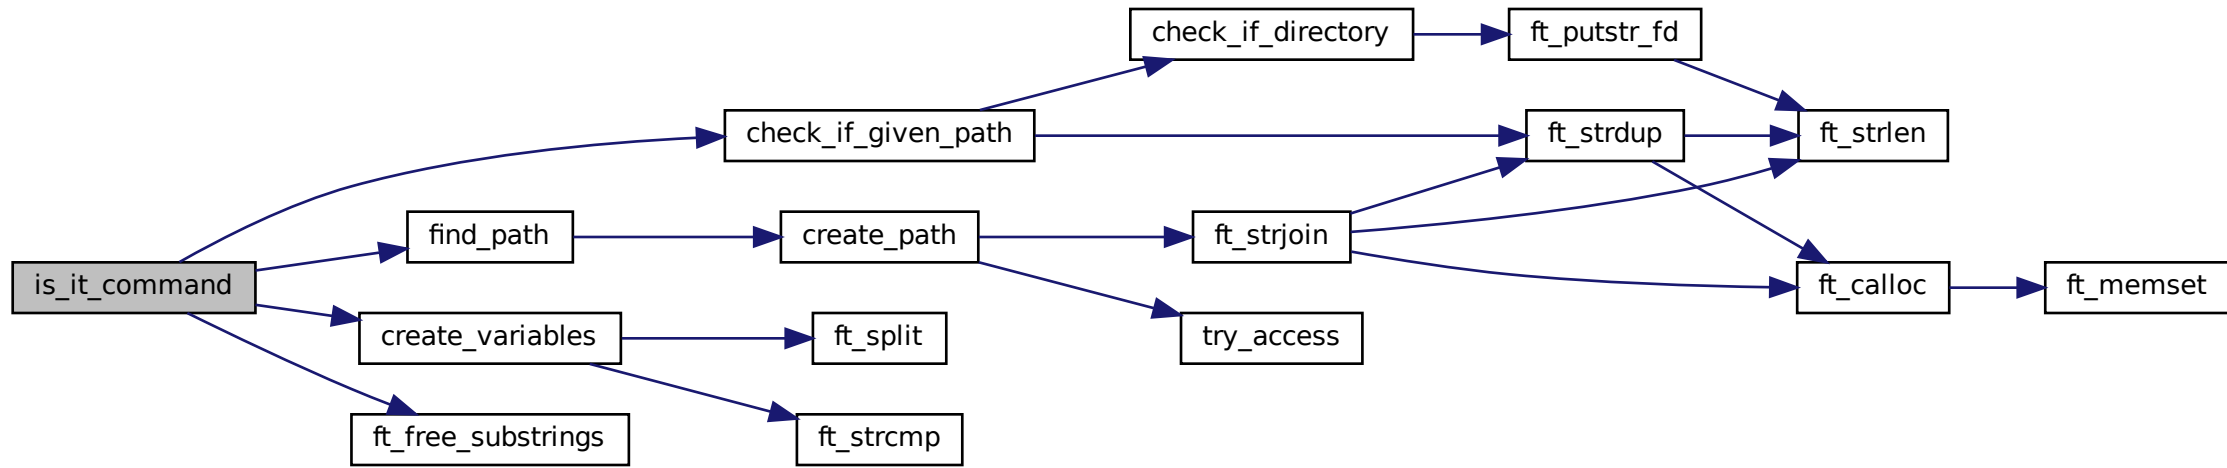 check_if_directory
ft_putstr_fd
check_if_given_path
ft_strdup
ft_strlen
find_path
create_path
ft_strjoin
is_it_command
ft_calloc
ft_memset
create_variables
ft_split
try_access
ft_free_substrings
ft_strcmp